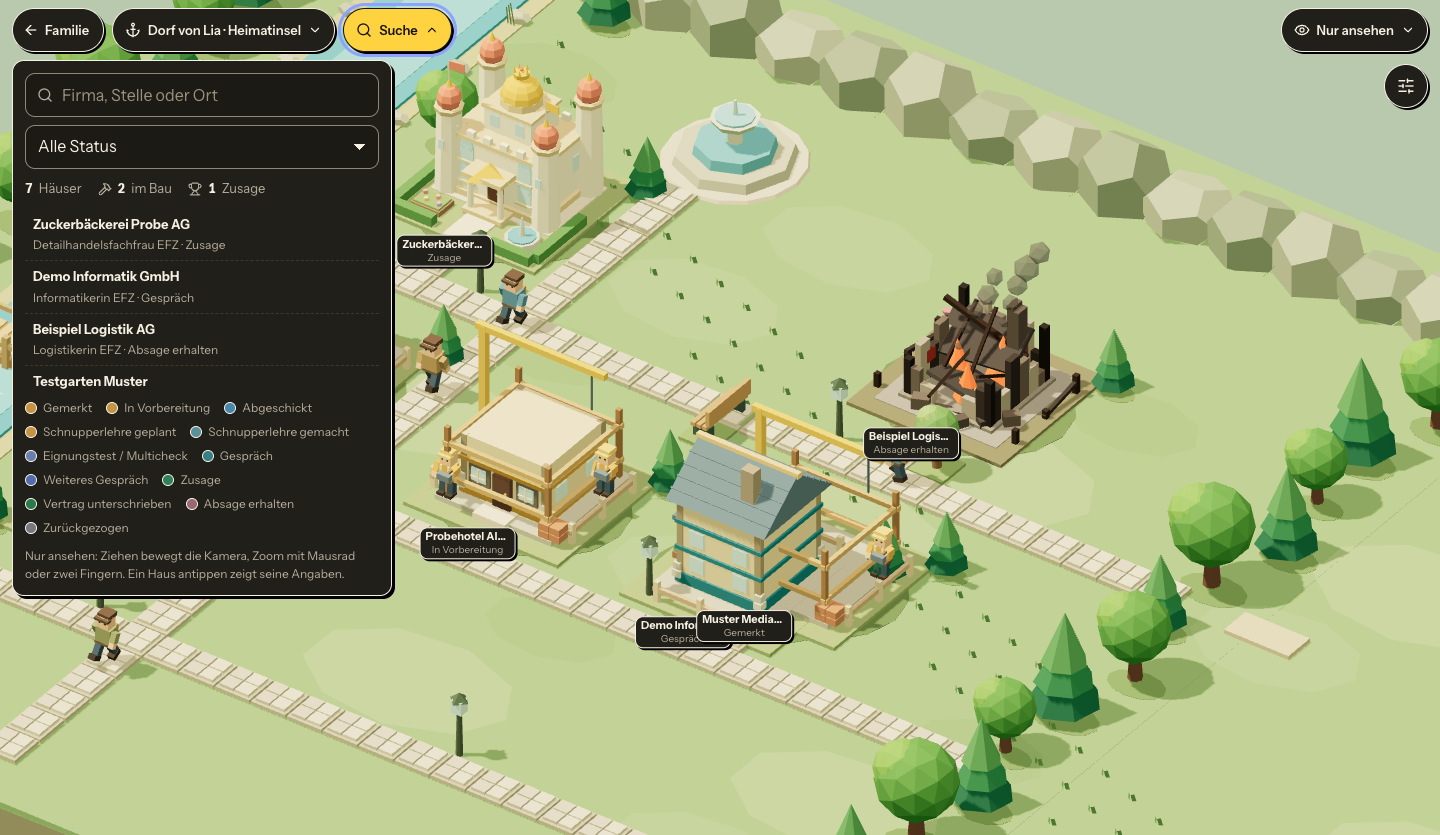 Familie
Dorf von Lia · Heimatinsel
Suche
Nur ansehen
Firma, Stelle oder Ort
Alle Status
7 Häuser 2 im Bau 1 Zusage
Zuckerbäckerei Probe AG
Detailhandelsfachfrau EFZ · Zusage
Demo Informatik GmbH
Informatikerin EFZ · Gespräch
Beispiel Logistik AG
Logistikerin EFZ · Absage erhalten
Testgarten Muster
Gemerkt In Vorbereitung Abgeschickt
Schnupperlehre geplant Schnupperlehre gemacht
Eignungstest / Multicheck Gespräch
Weiteres Gespräch Zusage
Vertrag unterschrieben Absage erhalten
Zurückgezogen
Nur ansehen: Ziehen bewegt die Kamera, Zoom mit Mausrad
oder zwei Fingern. Ein Haus antippen zeigt seine Angaben.
Zuckerbäcker…
Zusage
Beispiel Logis…
Absage erhalten
Probehotel Al…
In Vorbereitung
Demo Infor
Gespräc
Muster Media…
Gemerkt